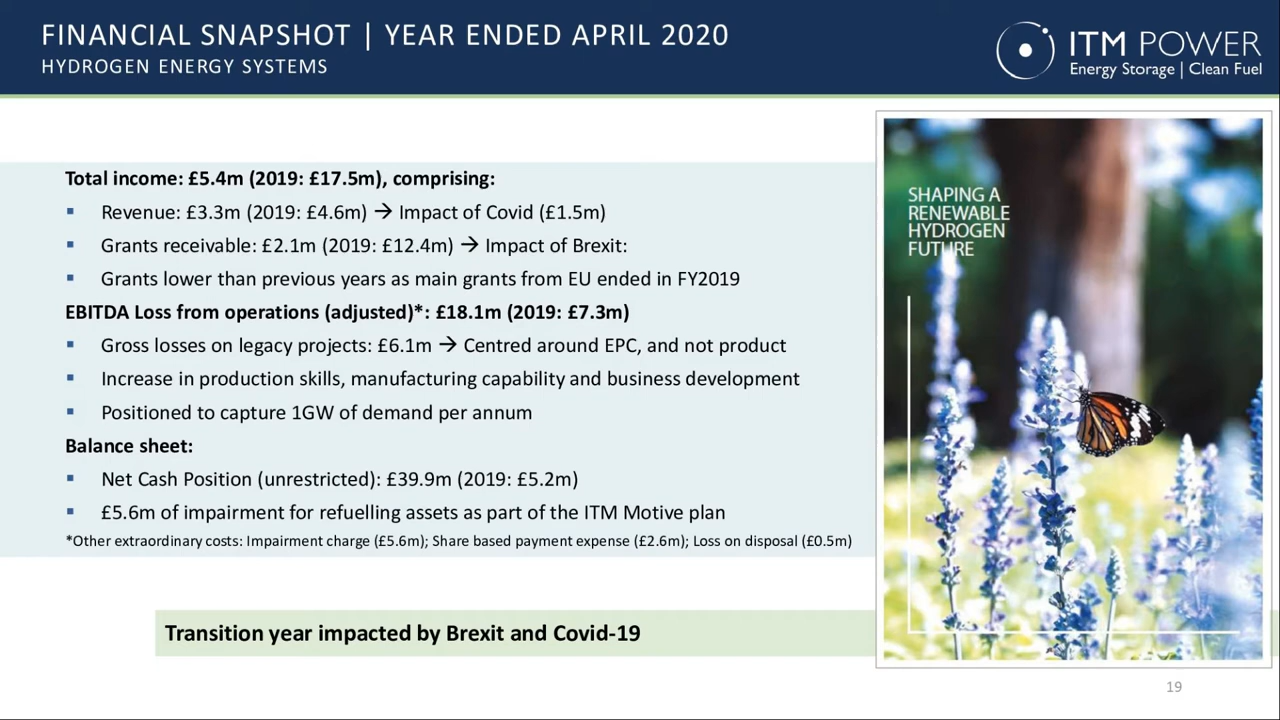 FINANCIAL SNAPSHOT | YEAR ENDED APRIL 2020
HYDROGEN ENERGY SYSTEMS
ITM POWER
Energy Storage | Clean Fuel
Total income: £5.4m (2019: £17.5m), comprising:
▪ Revenue: £3.3m (2019: £4.6m) → Impact of Covid (£1.5m)
▪ Grants receivable: £2.1m (2019: £12.4m) → Impact of Brexit:
▪ Grants lower than previous years as main grants from EU ended in FY2019
EBITDA Loss from operations (adjusted)*: £18.1m (2019: £7.3m)
▪ Gross losses on legacy projects: £6.1m → Centred around EPC, and not product
▪ Increase in production skills, manufacturing capability and business development
▪ Positioned to capture 1GW of demand per annum
Balance sheet:
▪ Net Cash Position (unrestricted): £39.9m (2019: £5.2m)
▪ £5.6m of impairment for refuelling assets as part of the ITM Motive plan
*Other extraordinary costs: Impairment charge (£5.6m); Share based payment expense (£2.6m); Loss on disposal (£0.5m)
Transition year impacted by Brexit and Covid-19
SHAPING A
RENEWABLE
HYDROGEN
FUTURE
19